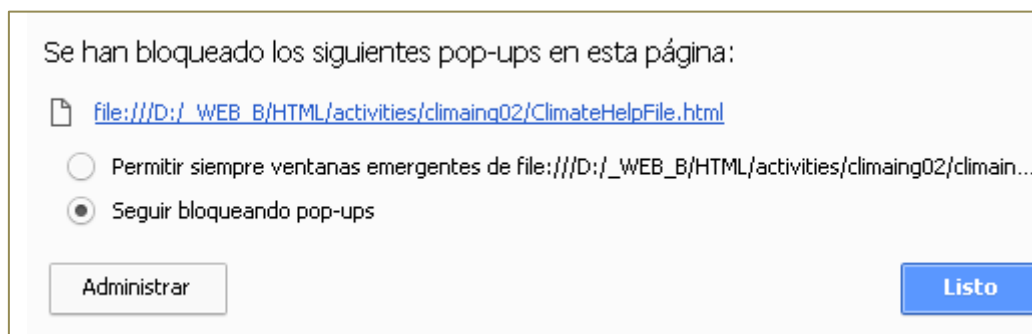 Se han bloqueado los siguientes pop-ups en esta página:
file:///D:/_WEB_B/HTML/activities/climaing02/ClimateHelpFile.html
Permitir siempre ventanas emergentes de file:///D:/_WEB_B/HTML/activities/climaing02/climain...
Seguir bloqueando pop-ups
Administrar
Listo